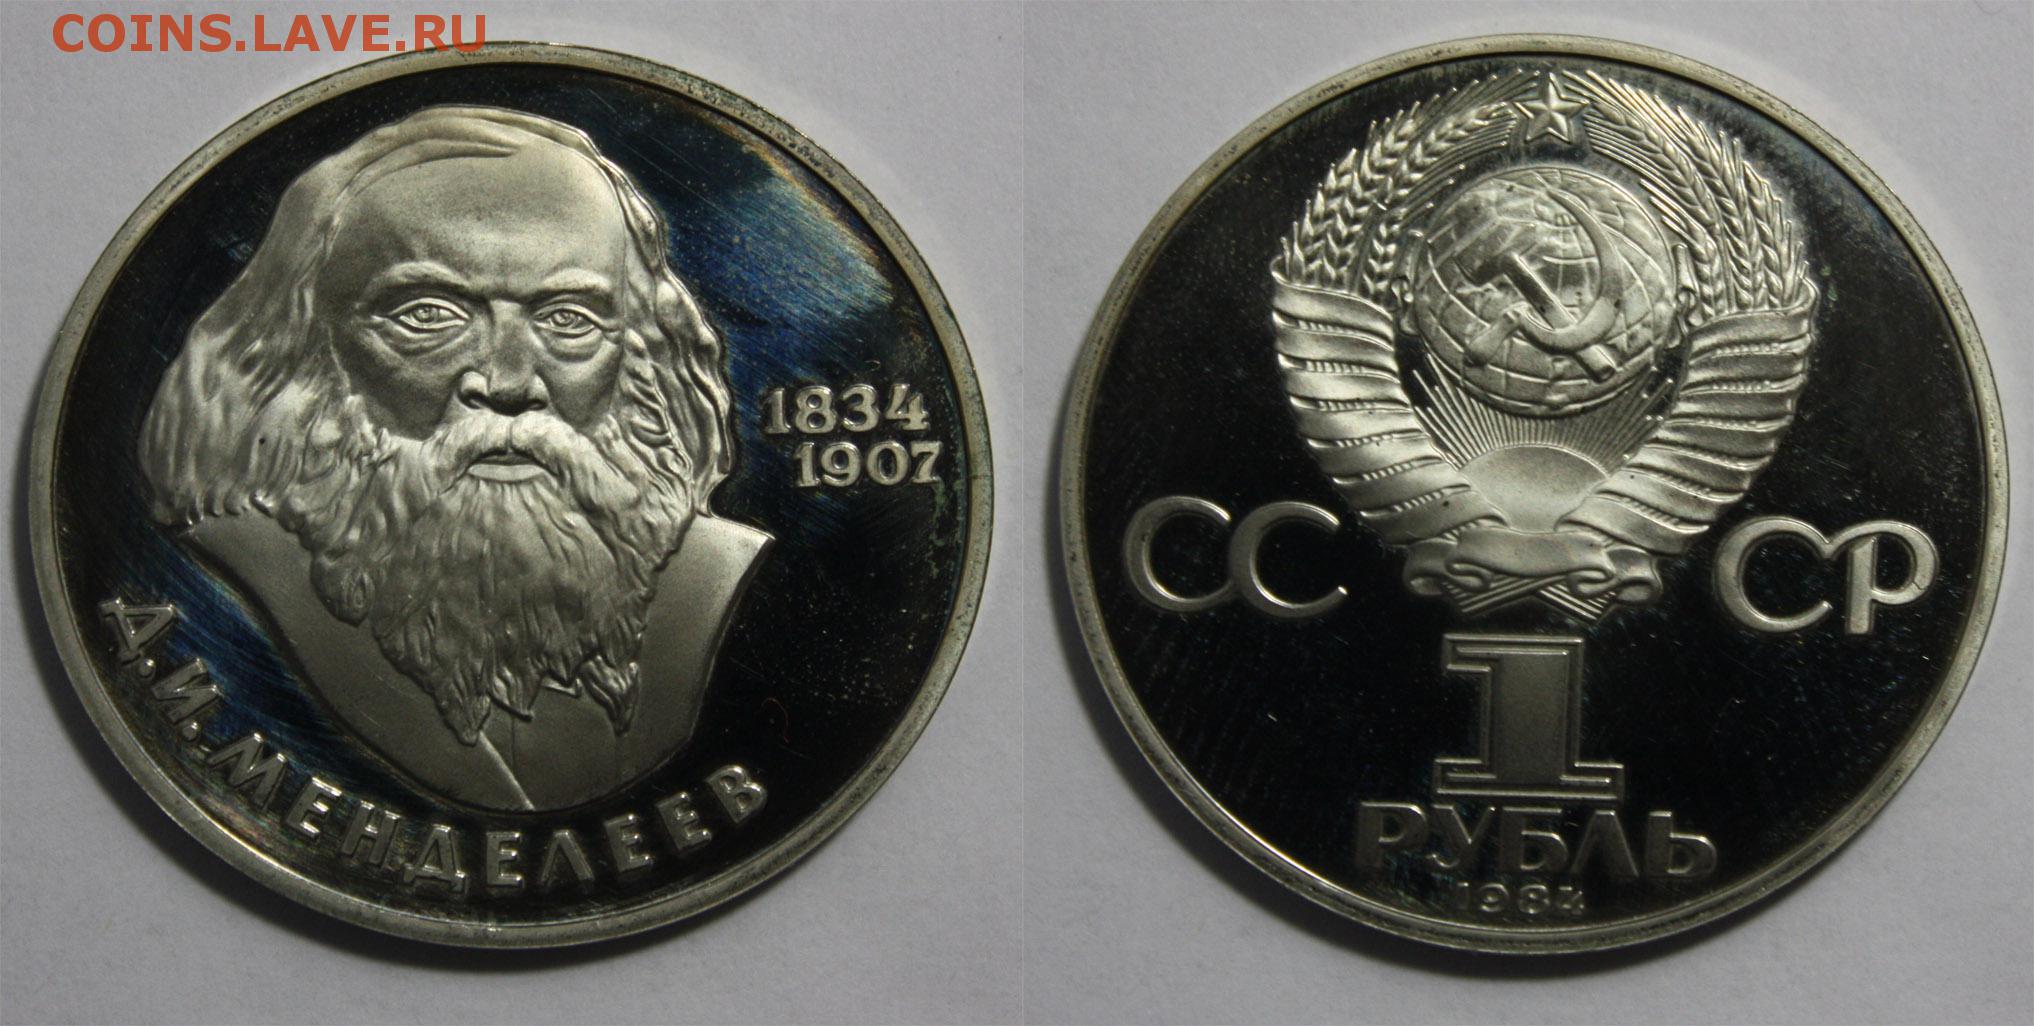 COINS.LAVE.RU
1834
1907
Д.И.МЕНДЕЛЕЕВ
СС СР
1
РУБЛЬ
1984